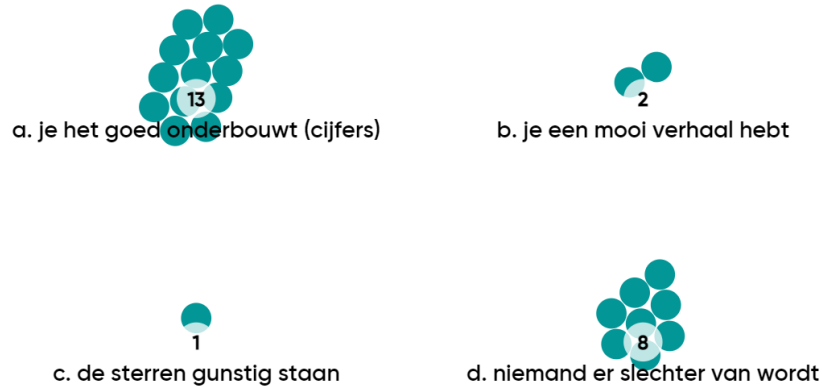 13
a. je het goed onderbouwt (cijfers)
2
b. je een mooi verhaal hebt
1
c. de sterren gunstig staan
8
d. niemand er slechter van wordt